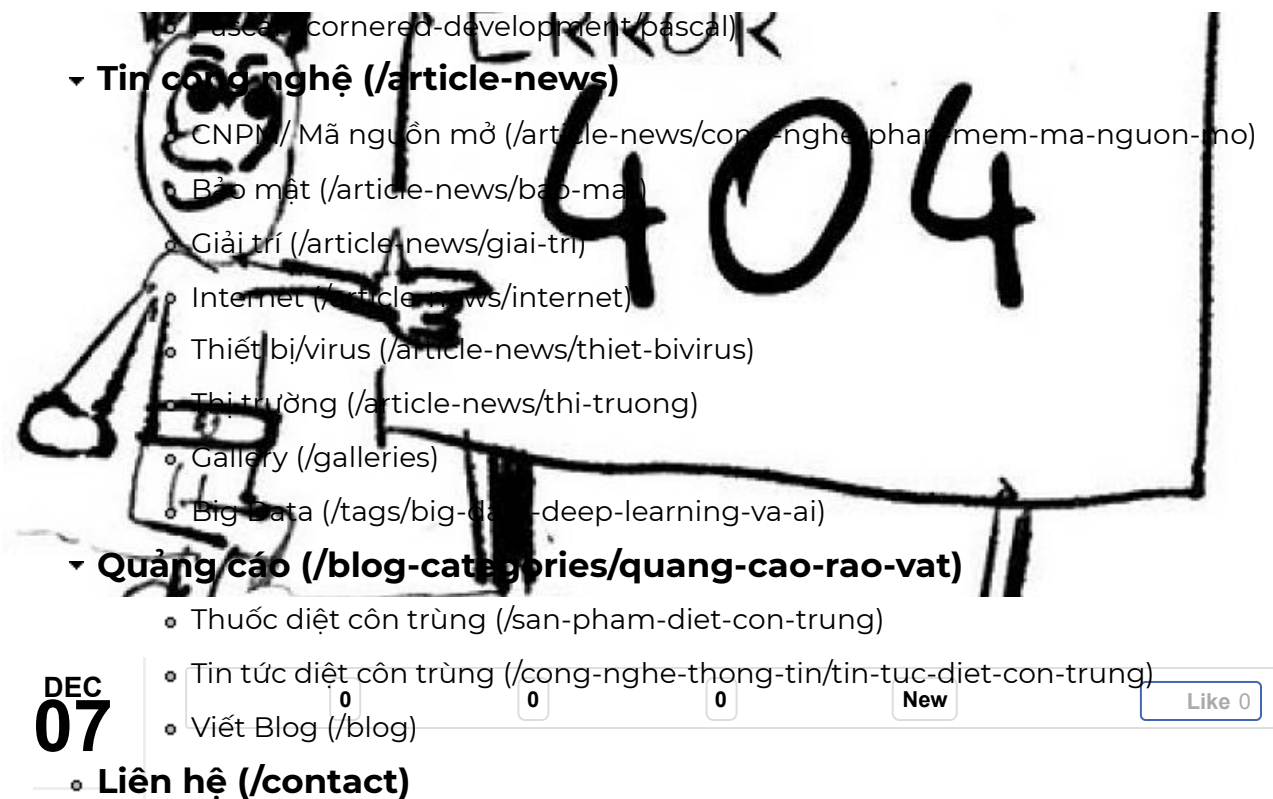 Pascal (/cornered-development/pascal)
ERROR
Tin công nghệ (/article-news)
404
CNPM/ Mã nguồn mở (/article-news/cong-nghe-phan-mem-ma-nguon-mo)
Bảo mật (/article-news/bao-mat)
Giải trí (/article-news/giai-tri)
Internet (/article-news/internet)
Thiết bị/virus (/article-news/thiet-bivirus)
Thị trường (/article-news/thi-truong)
Gallery (/galleries)
Big Data (/tags/big-data-deep-learning-va-ai)
Quảng cáo (/blog-categories/quang-cao-rao-vat)
Thuốc diệt côn trùng (/san-pham-diet-con-trung)
Tin tức diệt côn trùng (/cong-nghe-thong-tin/tin-tuc-diet-con-trung)
DEC
07
0 0 0 New Like 0
Viết Blog (/blog)
Liên hệ (/contact)